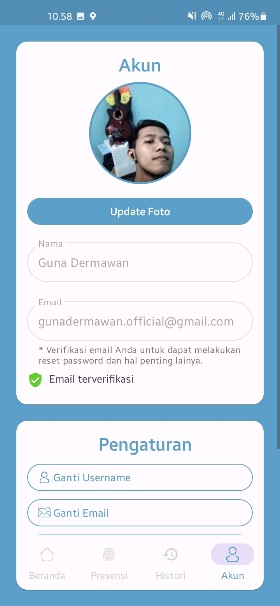 10.58
4G
76%
Akun
Update Foto
Nama
Guna Dermawan
Email
gunadermawan.official@gmail.com
* Verifikasi email Anda untuk dapat melakukan
reset password dan hal penting lainya.
Email terverifikasi
Pengaturan
Ganti Username
Ganti Email
Beranda
Presensi
Histori
Akun